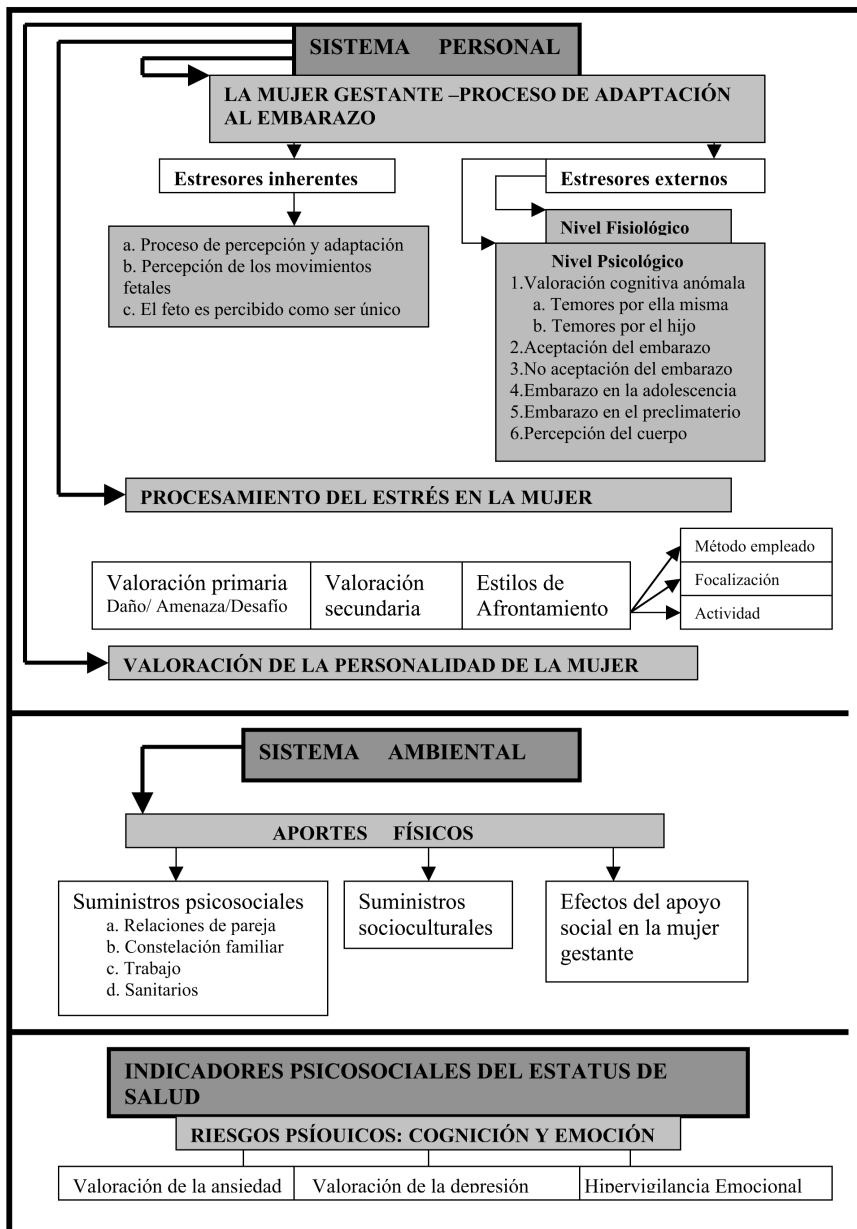 SISTEMA PERSONAL
LA MUJER GESTANTE –PROCESO DE ADAPTACIÓN
AL EMBARAZO
Estresores inherentes
a. Proceso de percepción y adaptación
b. Percepción de los movimientos
fetales
c. El feto es percibido como ser único
Estresores externos
Nivel Fisiológico
Nivel Psicológico
1.Valoración cognitiva anómala
a. Temores por ella misma
b. Temores por el hijo
2.Aceptación del embarazo
3.No aceptación del embarazo
4.Embarazo en la adolescencia
5.Embarazo en el preclimaterio
6.Percepción del cuerpo
PROCESAMIENTO DEL ESTRÉS EN LA MUJER
Valoración primaria
Daño/ Amenaza/Desafío
Valoración
secundaria
Estilos de
Afrontamiento
Método empleado
Focalización
Actividad
VALORACIÓN DE LA PERSONALIDAD DE LA MUJER
SISTEMA AMBIENTAL
APORTES FÍSICOS
Suministros psicosociales
a. Relaciones de pareja
b. Constelación familiar
c. Trabajo
d. Sanitarios
Suministros
socioculturales
Efectos del apoyo
social en la mujer
gestante
INDICADORES PSICOSOCIALES DEL ESTATUS DE
SALUD
RIESGOS PSÍQUICOS: COGNICIÓN Y EMOCIÓN
Valoración de la ansiedad
Valoración de la depresión
Hipervigilancia Emocional